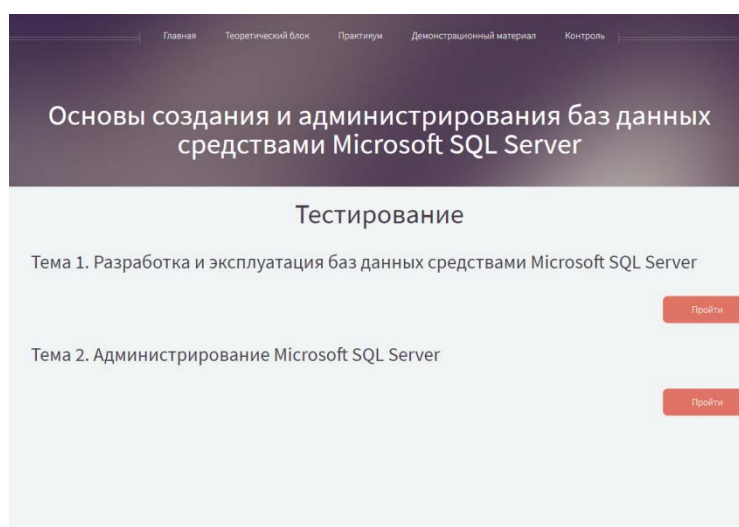 Главная Теоретический блок Практикум Демонстрационный материал Контроль
Основы создания и администрирования баз данных
средствами Microsoft SQL Server
Тестирование
Тема 1. Разработка и эксплуатация баз данных средствами Microsoft SQL Server
Пройти
Тема 2. Администрирование Microsoft SQL Server
Пройти